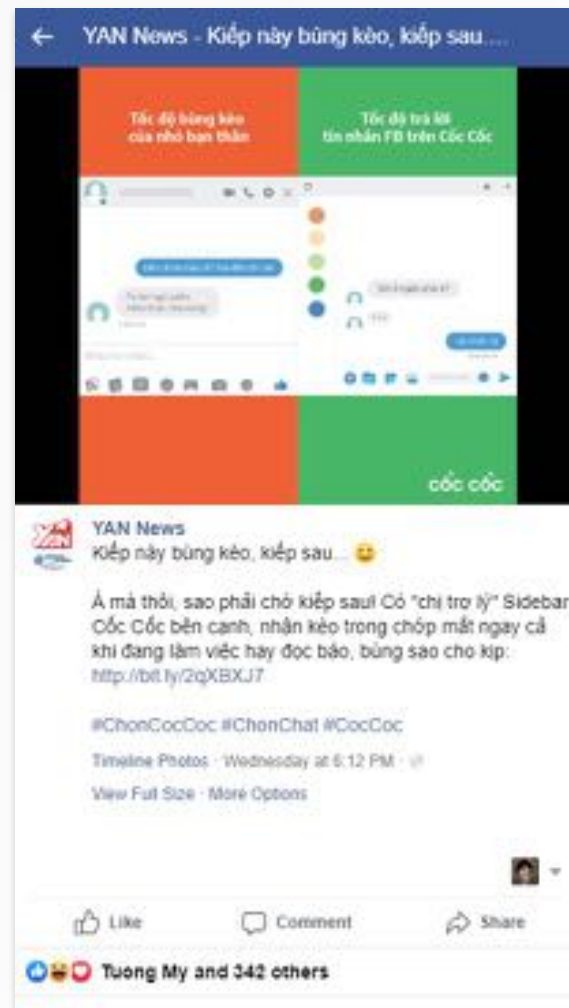 YAN News - Kiếp này bùng kèo, kiếp sau....
Tốc độ bùng kèo
của nhỏ bạn thân
Tốc độ trả lời
tin nhắn FB trên Cốc Cốc
cốc cốc
YAN News
Kiếp này bùng kèo, kiếp sau...
À mà thôi, sao phải chờ kiếp sau! Có "chị trợ lý" Sidebar
Cốc Cốc bên cạnh, nhận kèo trong chớp mắt ngay cả
khi đang làm việc hay đọc báo, bùng sao cho kịp:
http://bit.ly/2qXBXJ7
#ChonCocCoc #ChonChat #CocCoc
Timeline Photos · Wednesday at 6:12 PM ·
View Full Size · More Options
Like
Comment
Share
Tuong My and 342 others